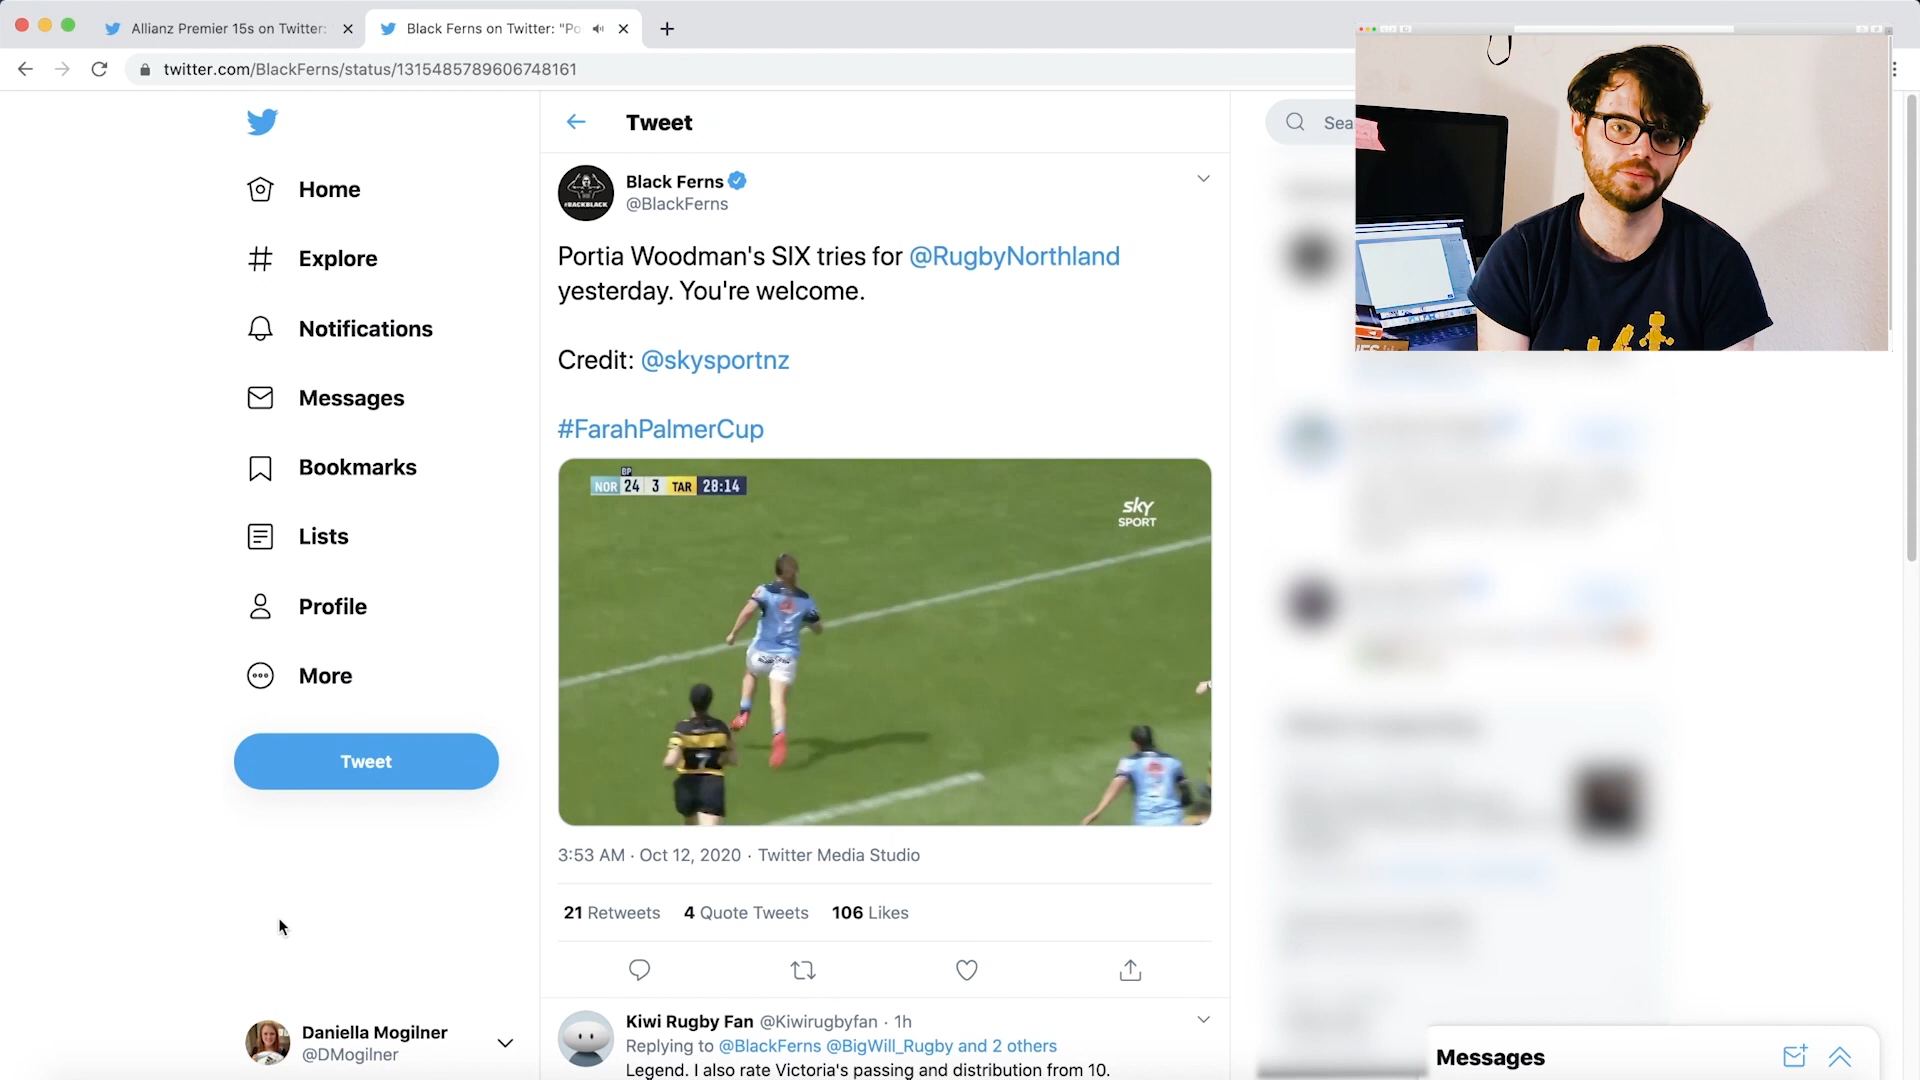 Allianz Premier 15s on Twitter:
Black Ferns on Twitter: "Po
twitter.com/BlackFerns/status/1315485789606748161
Home
Explore
Notifications
Messages
Bookmarks
Lists
Profile
More
Tweet
Daniella Mogilner
@DMogilner
Tweet
Black Ferns
@BlackFerns
#BACKBLACK
Portia Woodman's SIX tries for @RugbyNorthland
yesterday. You're welcome.
Credit: @skysportnz
#FarahPalmerCup
BP
NOR 24 3 TAR 28:14
sky
SPORT
7
3:53 AM · Oct 12, 2020 · Twitter Media Studio
21 Retweets 4 Quote Tweets 106 Likes
Kiwi Rugby Fan @Kiwirugbyfan · 1h
Replying to @BlackFerns @BigWill_Rugby and 2 others
Legend. I also rate Victoria's passing and distribution from 10.
Sea
Messages